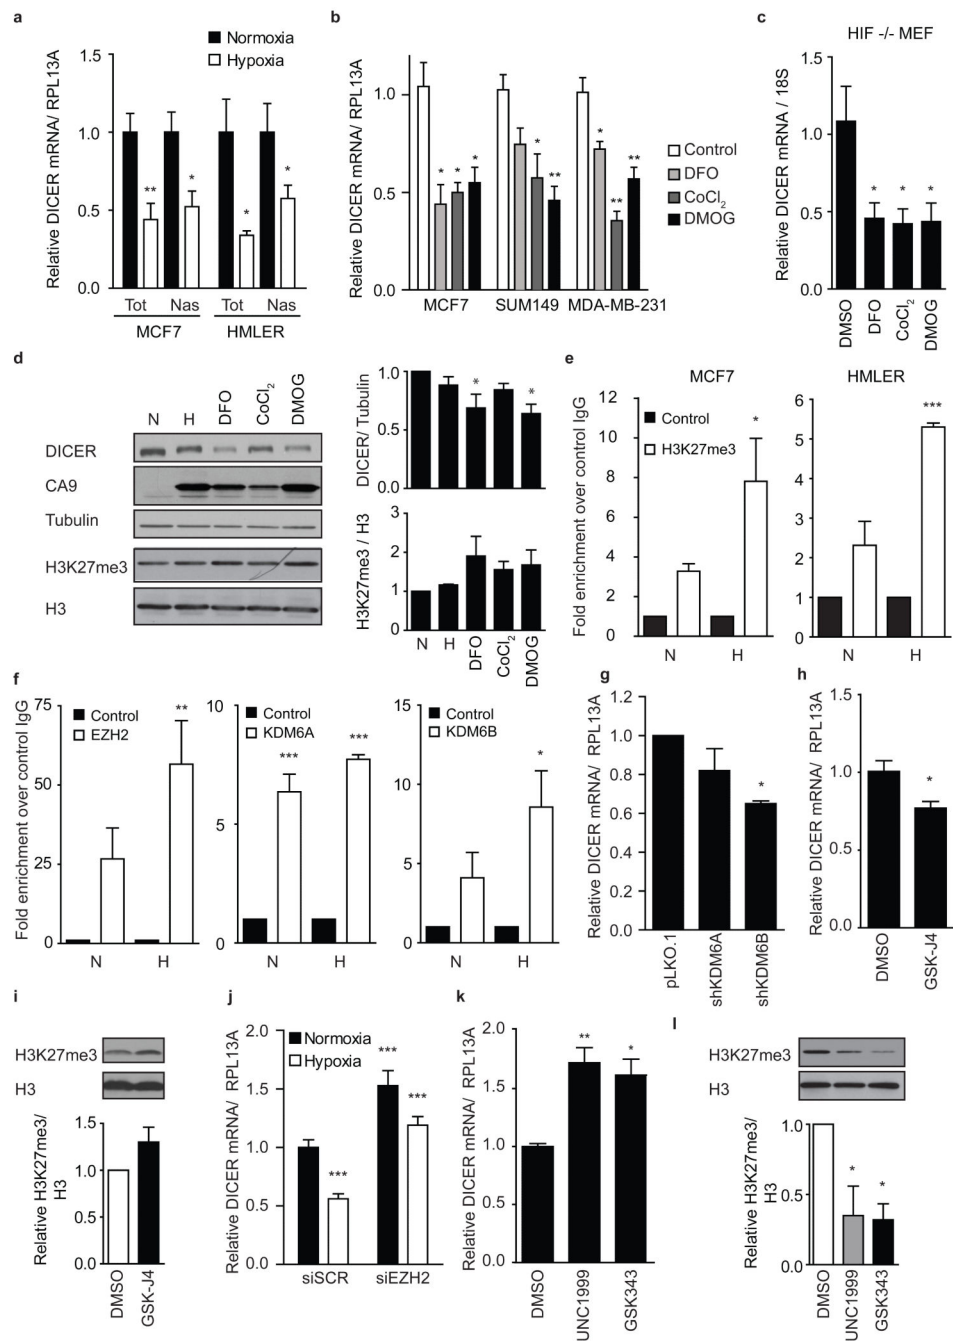 a
Relative DICER mRNA/ RPL13A
Normoxia
Hypoxia
1.5
1.0
0.5
0.0
**
*
*
*
Tot
Nas
Tot
Nas
MCF7
HMLER
b
Relative DICER mRNA/ RPL13A
1.0
0.5
0.0
*
*
*
*
**
*
**
**
Control
DFO
CoCl2
DMOG
MCF7
SUM149
MDA-MB-231
c
HIF -/- MEF
Relative DICER mRNA / 18S
1.5
1.0
0.5
0.0
*
*
*
DMSO
DFO
CoCl2
DMOG
d
N
H
DFO
CoCl2
DMOG
DICER
CA9
Tubulin
H3K27me3
H3
DICER/ Tubulin
1.0
0.5
0.0
*
*
H3K27me3 / H3
3
2
1
0
N
H
DFO
CoCl2
DMOG
e
MCF7
HMLER
Fold enrichment over control IgG
12
10
8
6
4
2
0
Control
H3K27me3
*
N
H
6
5
4
3
2
1
0
***
N
H
f
Fold enrichment over control IgG
75
50
25
0
Control
EZH2
**
N
H
10
5
0
Control
KDM6A
***
***
N
H
15
10
5
0
Control
KDM6B
*
N
H
g
Relative DICER mRNA/ RPL13A
1.2
1.0
0.8
0.6
0.4
0.2
0.0
*
pLKO.1
shKDM6A
shKDM6B
h
Relative DICER mRNA/ RPL13A
1.5
1.0
0.5
0.0
*
DMSO
GSK-J4
i
H3K27me3
H3
Relative H3K27me3/
H3
1.5
1.0
0.5
0.0
DMSO
GSK-J4
j
Relative DICER mRNA/ RPL13A
2.0
1.5
1.0
0.5
0.0
Normoxia
Hypoxia
***
***
***
siSCR
siEZH2
k
Relative DICER mRNA/ RPL13A
2.0
1.5
1.0
0.5
0.0
**
*
DMSO
UNC1999
GSK343
l
H3K27me3
H3
Relative H3K27me3/
H3
1.0
0.5
0.0
*
*
DMSO
UNC1999
GSK343